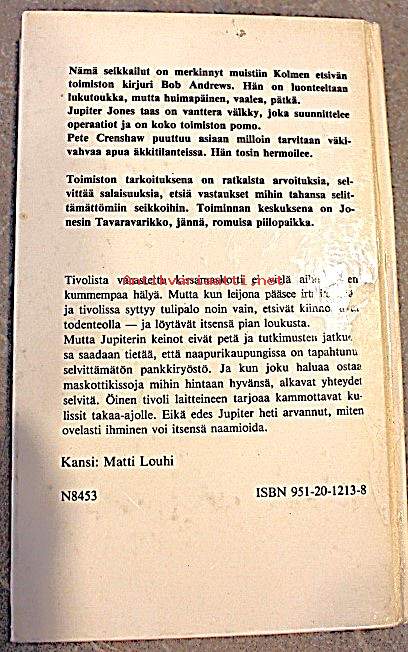 Nämä seikkailut on merkinnyt muistiin Kolmen etsivän
toimiston kirjuri Bob Andrews. Hän on luonteeltaan
lukutoukka, mutta huimapäinen, vaalea, pätkä.
Jupiter Jones taas on vanttera välkky, joka suunnittelee
operaatiot ja on koko toimiston pomo.
Pete Crenshaw puuttuu asiaan milloin tarvitaan väki-
vahvaa apua äkkitilanteissa. Hän tosin hermoilee.
Toimiston tarkoituksena on ratkaista arvoituksia, sel-
vittää salaisuuksia, etsiä vastaukset mihin tahansa selit-
tämättömiin seikkoihin. Toiminnan keskuksena on Jo-
nesin Tavaravarikko, jännä, romuisa piilopaikka.
Tivolista kissamaskotti ei vielä
kummempaa hälyä. Mutta kun leijona pääsee
ja tivolissa syttyy tulipalo noin vain, etsivät
todenteolla — ja löytävät itsensä pian loukusta.
Mutta Jupiterin keinot eivät petä ja tutkimusten
sa saadaan tietää, että naapurikaupungissa on tapahtunu
selvittämätön pankkiryöstö. Ja kun joku haluaa ostaa
maskottikissoja mihin hintaan hyvänsä, alkavat yhteydet
selvitä. Öinen tivoli laitteineen tarjoaa kammottavat ku-
lissit takaa-ajolle. Eikä edes Jupiter heti arvannut, miten
ovelasti ihminen voi itsensä naamioida.
Kansi: Matti Louhi
N8453 ISBN 951-20-1213-8